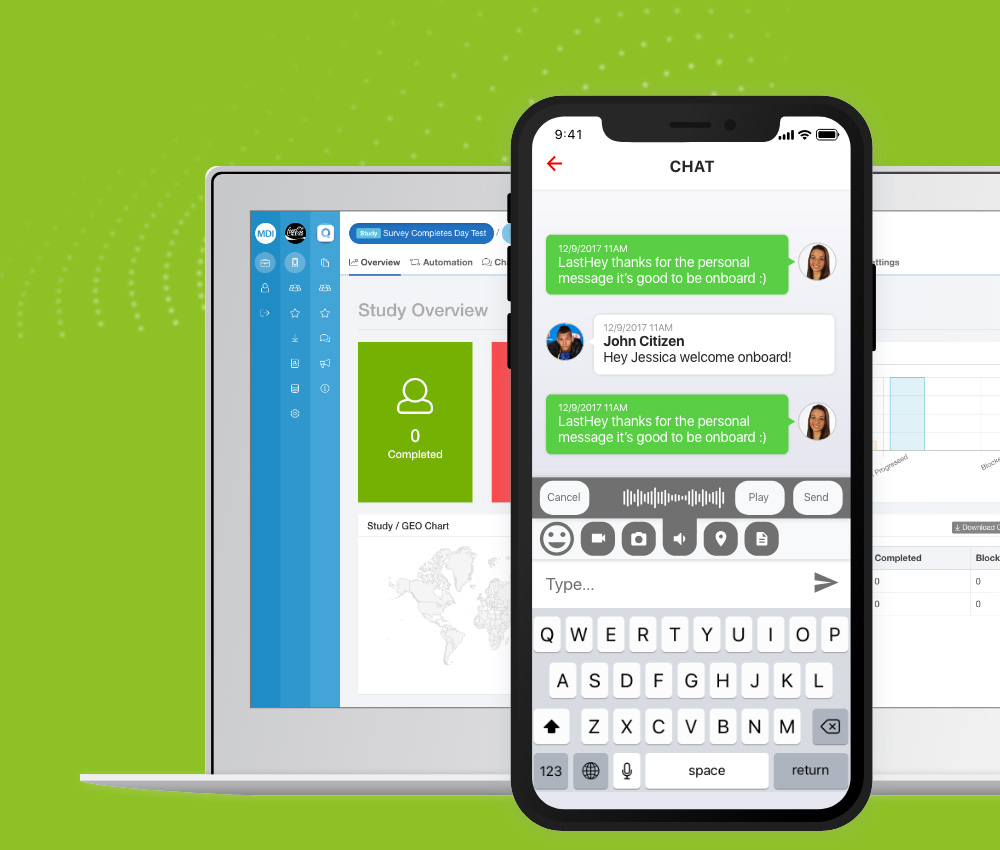 9:41
CHAT
12/9/2017 11AM
LastHey thanks for the personal
message it's good to be onboard :)
12/9/2017 11AM
John Citizen
Hey Jessica welcome onboard!
12/9/2017 11AM
LastHey thanks for the personal
message it's good to be onboard :)
Cancel
Play
Send
Type...
Q W E R T Y U I O P
A S D F G H J K L
Z X C V B N M
123
space
return
MDI
Coca-Cola
Study Survey Completes Day Test /
Overview
Automation
Ch
ttings
Study Overview
0
Completed
Study / GEO Chart
Progressed
Blocke
Download C
Completed
Block
0
0
0
0